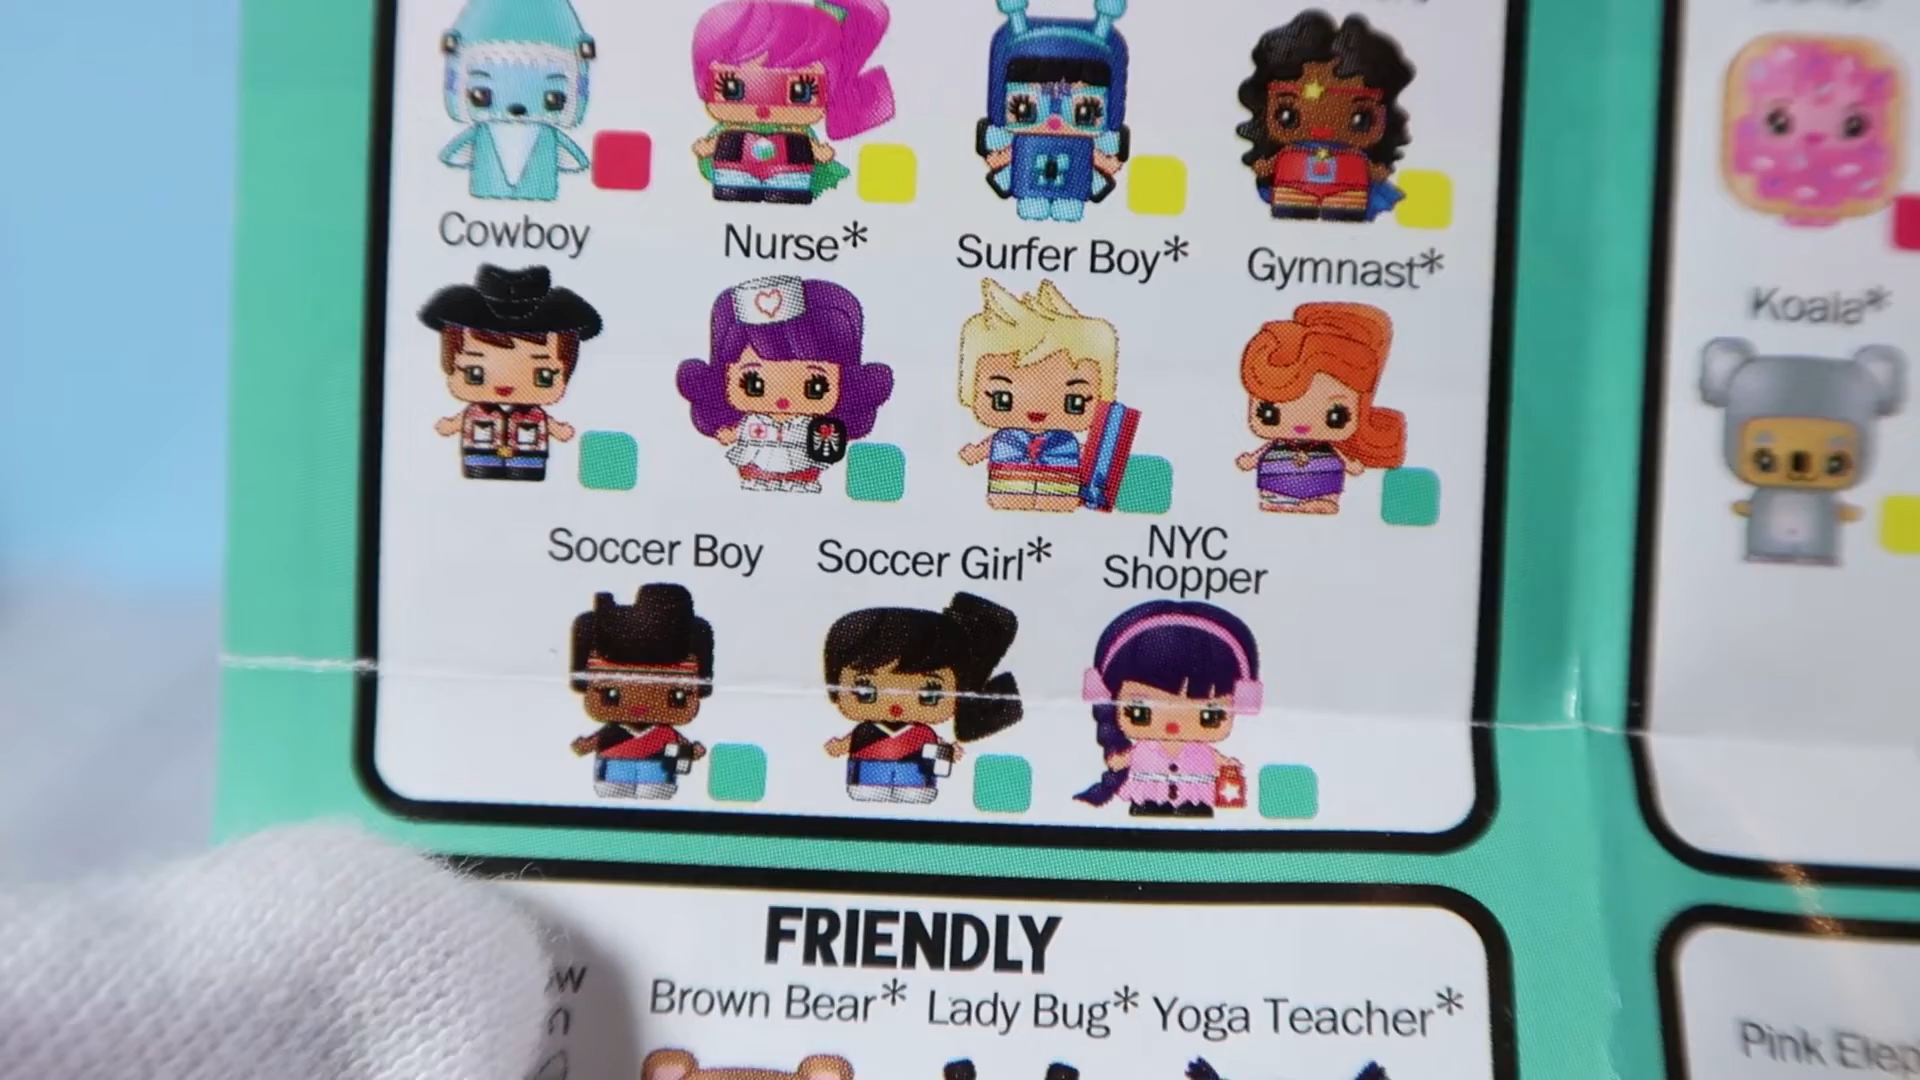 Cowboy
Nurse*
Surfer Boy*
Gymnast*
Koala*
Soccer Boy
Soccer Girl*
NYC
Shopper
FRIENDLY
Brown Bear*
Lady Bug*
Yoga Teacher*
Pink